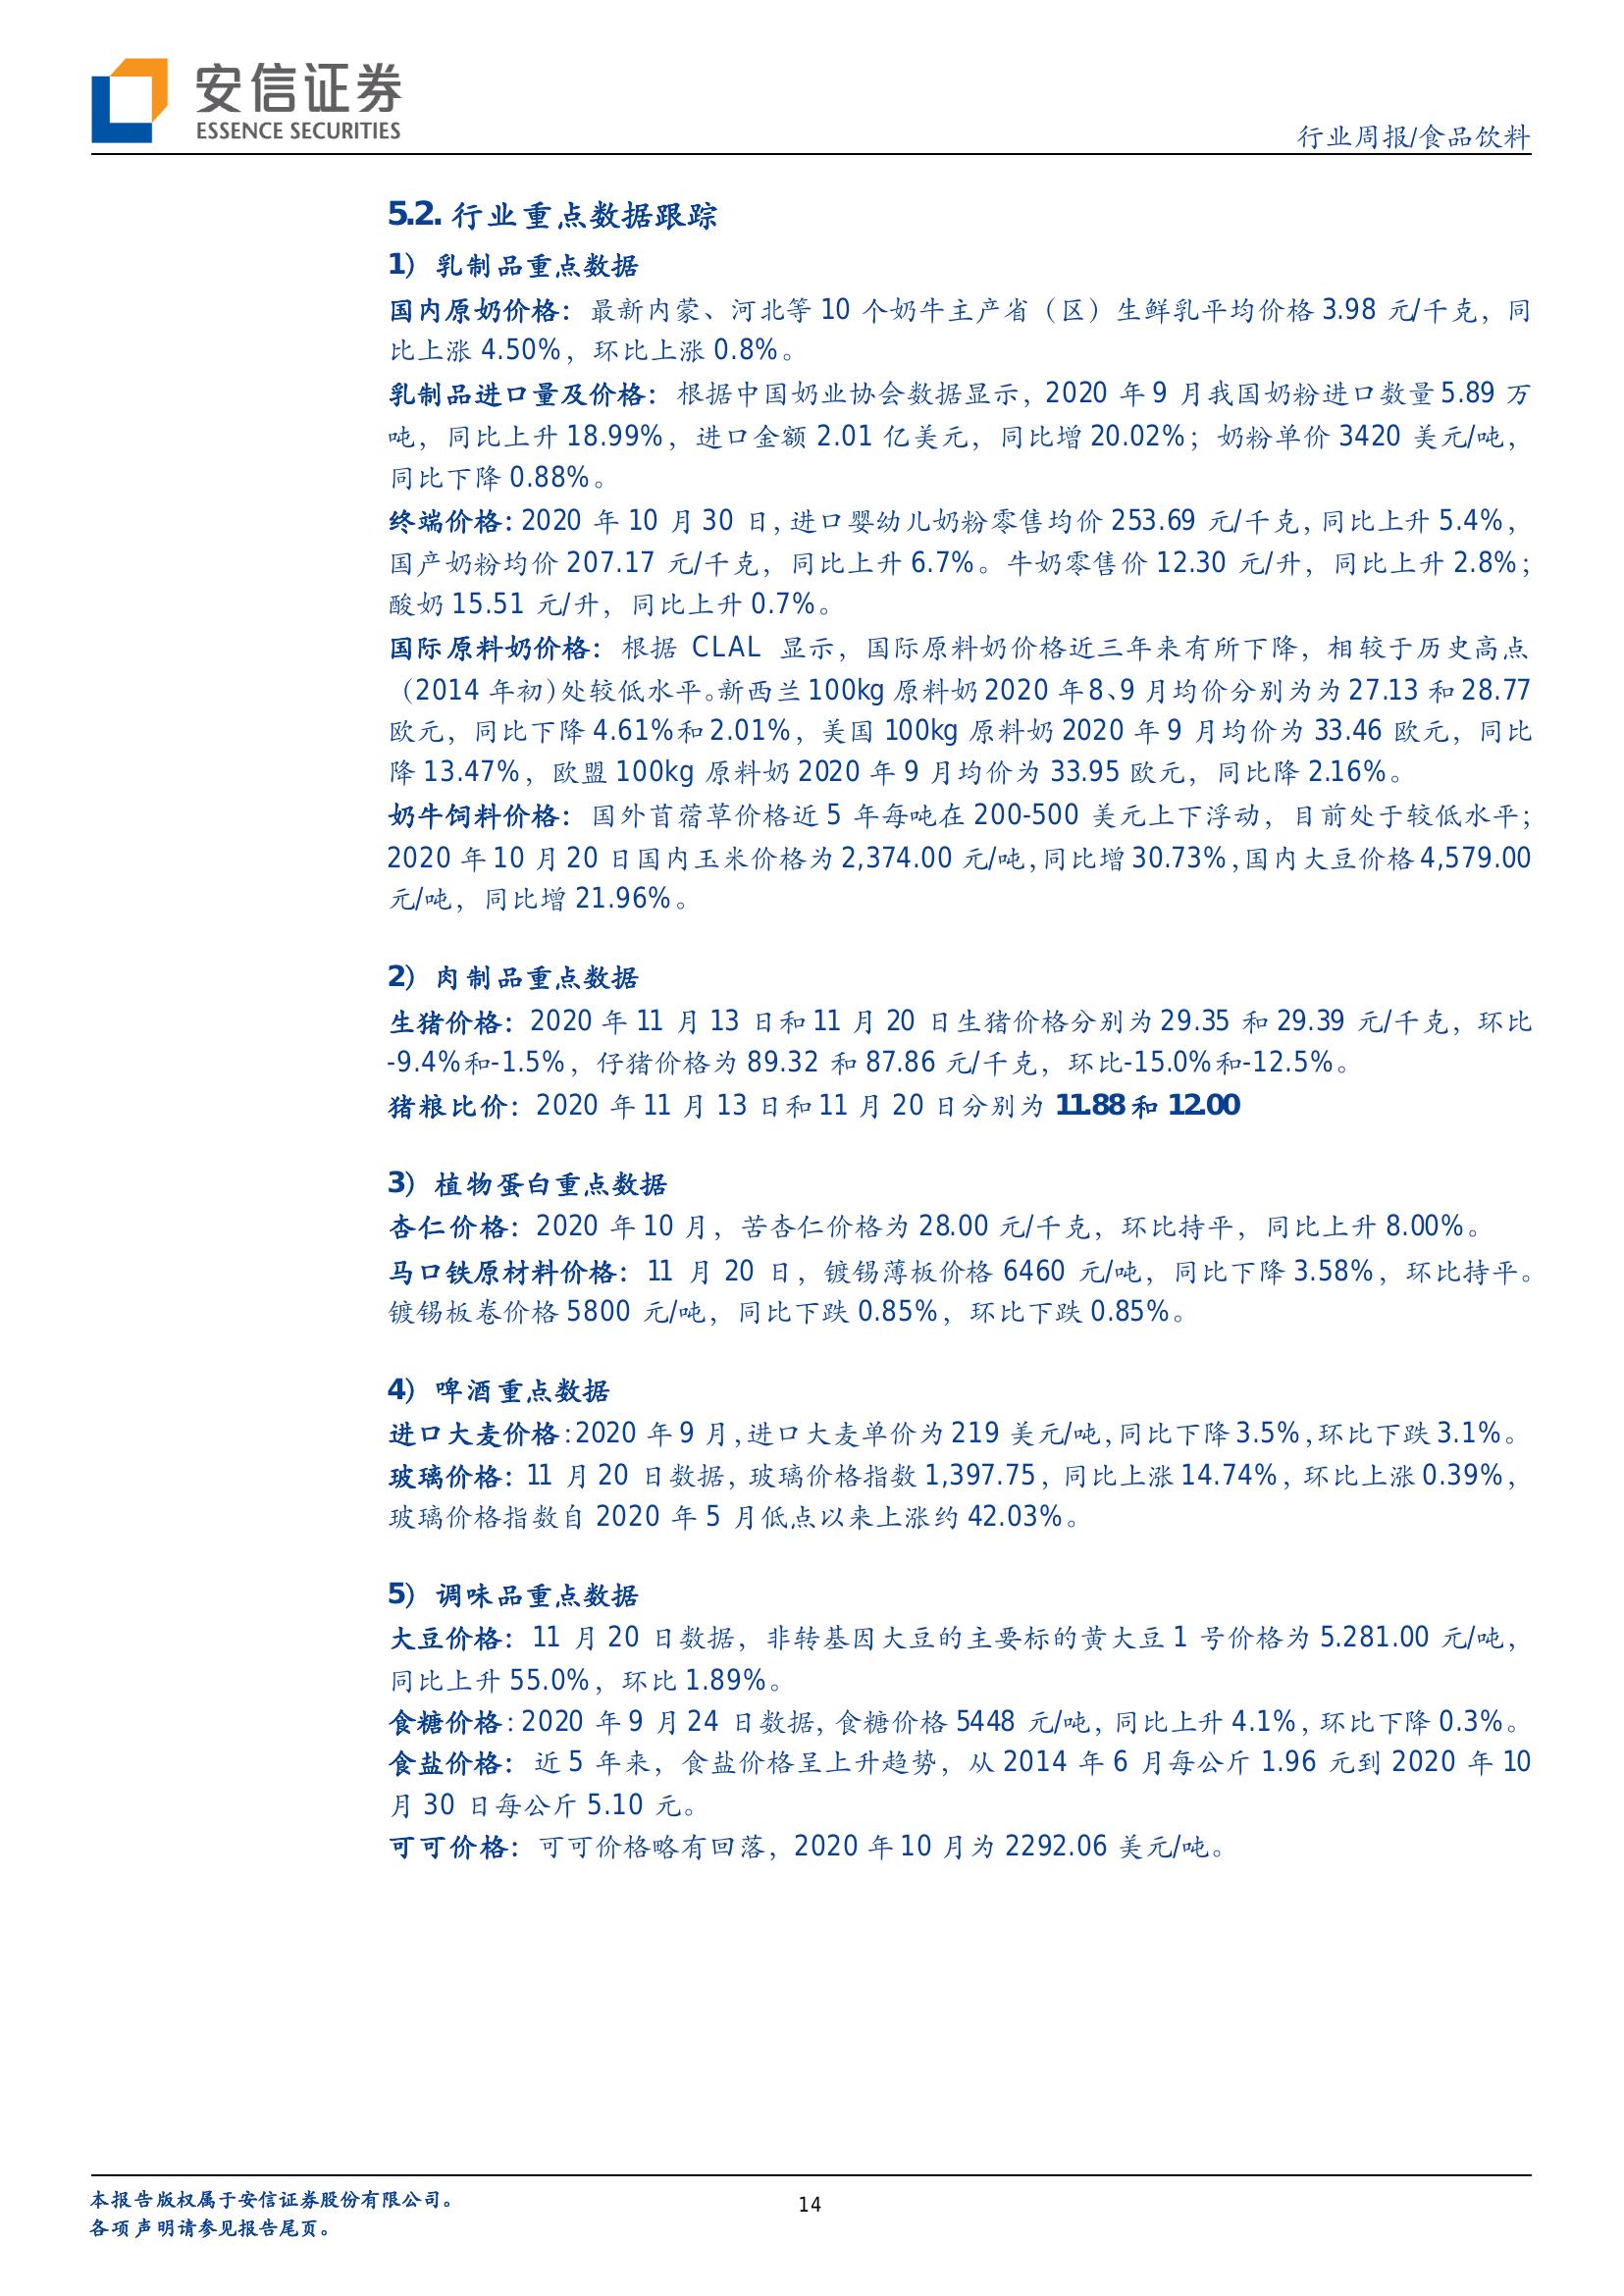 安信证券
ESSENCE SECURITIES
行业周报/食品饮料
5.2. 行业重点数据跟踪
1) 乳制品重点数据
国内原奶价格：最新内蒙、河北等 10 个奶牛主产省（区）生鲜乳平均价格 3.98 元/千克，同
比上涨 4.50%，环比上涨 0.8%。
乳制品进口量及价格：根据中国奶业协会数据显示，2020 年 9 月我国奶粉进口数量 5.89 万
吨，同比上升 18.99%，进口金额 2.01 亿美元，同比增 20.02%；奶粉单价 3420 美元/吨，
同比下降 0.88%。
终端价格：2020 年 10 月 30 日，进口婴幼儿奶粉零售均价 253.69 元/千克，同比上升 5.4%，
国产奶粉均价 207.17 元/千克，同比上升 6.7%。牛奶零售价 12.30 元/升，同比上升 2.8%；
酸奶 15.51 元/升，同比上升 0.7%。
国际原料奶价格：根据 CLAL 显示，国际原料奶价格近三年来有所下降，相较于历史高点
（2014 年初）处较低水平。新西兰 100kg 原料奶 2020 年 8、9 月均价分别为为 27.13 和 28.77
欧元，同比下降 4.61%和 2.01%，美国 100kg 原料奶 2020 年 9 月均价为 33.46 欧元，同比
降 13.47%，欧盟 100kg 原料奶 2020 年 9 月均价为 33.95 欧元，同比降 2.16%。
奶牛饲料价格：国外苜蓿草价格近 5 年每吨在 200-500 美元上下浮动，目前处于较低水平；
2020 年 10 月 20 日国内玉米价格为 2,374.00 元/吨，同比增 30.73%，国内大豆价格 4,579.00
元/吨，同比增 21.96%。
2) 肉制品重点数据
生猪价格：2020 年 11 月 13 日和 11 月 20 日生猪价格分别为 29.35 和 29.39 元/千克，环比
-9.4%和-1.5%，仔猪价格为 89.32 和 87.86 元/千克，环比-15.0%和-12.5%。
猪粮比价：2020 年 11 月 13 日和 11 月 20 日分别为 11.88 和 12.00
3) 植物蛋白重点数据
杏仁价格：2020 年 10 月，苦杏仁价格为 28.00 元/千克，环比持平，同比上升 8.00%。
马口铁原材料价格：11 月 20 日，镀锡薄板价格 6460 元/吨，同比下降 3.58%，环比持平。
镀锡板卷价格 5800 元/吨，同比下跌 0.85%，环比下跌 0.85%。
4) 啤酒重点数据
进口大麦价格：2020 年 9 月，进口大麦单价为 219 美元/吨，同比下降 3.5%，环比下跌 3.1%。
玻璃价格：11 月 20 日数据，玻璃价格指数 1,397.75，同比上涨 14.74%，环比上涨 0.39%，
玻璃价格指数自 2020 年 5 月低点以来上涨约 42.03%。
5) 调味品重点数据
大豆价格：11 月 20 日数据，非转基因大豆的主要标的黄大豆 1 号价格为 5.281.00 元/吨，
同比上升 55.0%，环比 1.89%。
食糖价格：2020 年 9 月 24 日数据，食糖价格 5448 元/吨，同比上升 4.1%，环比下降 0.3%。
食盐价格：近 5 年来，食盐价格呈上升趋势，从 2014 年 6 月每公斤 1.96 元到 2020 年 10
月 30 日每公斤 5.10 元。
可可价格：可可价格略有回落，2020 年 10 月为 2292.06 美元/吨。
本报告版权属于安信证券股份有限公司。
14
各项声明请参见报告尾页。